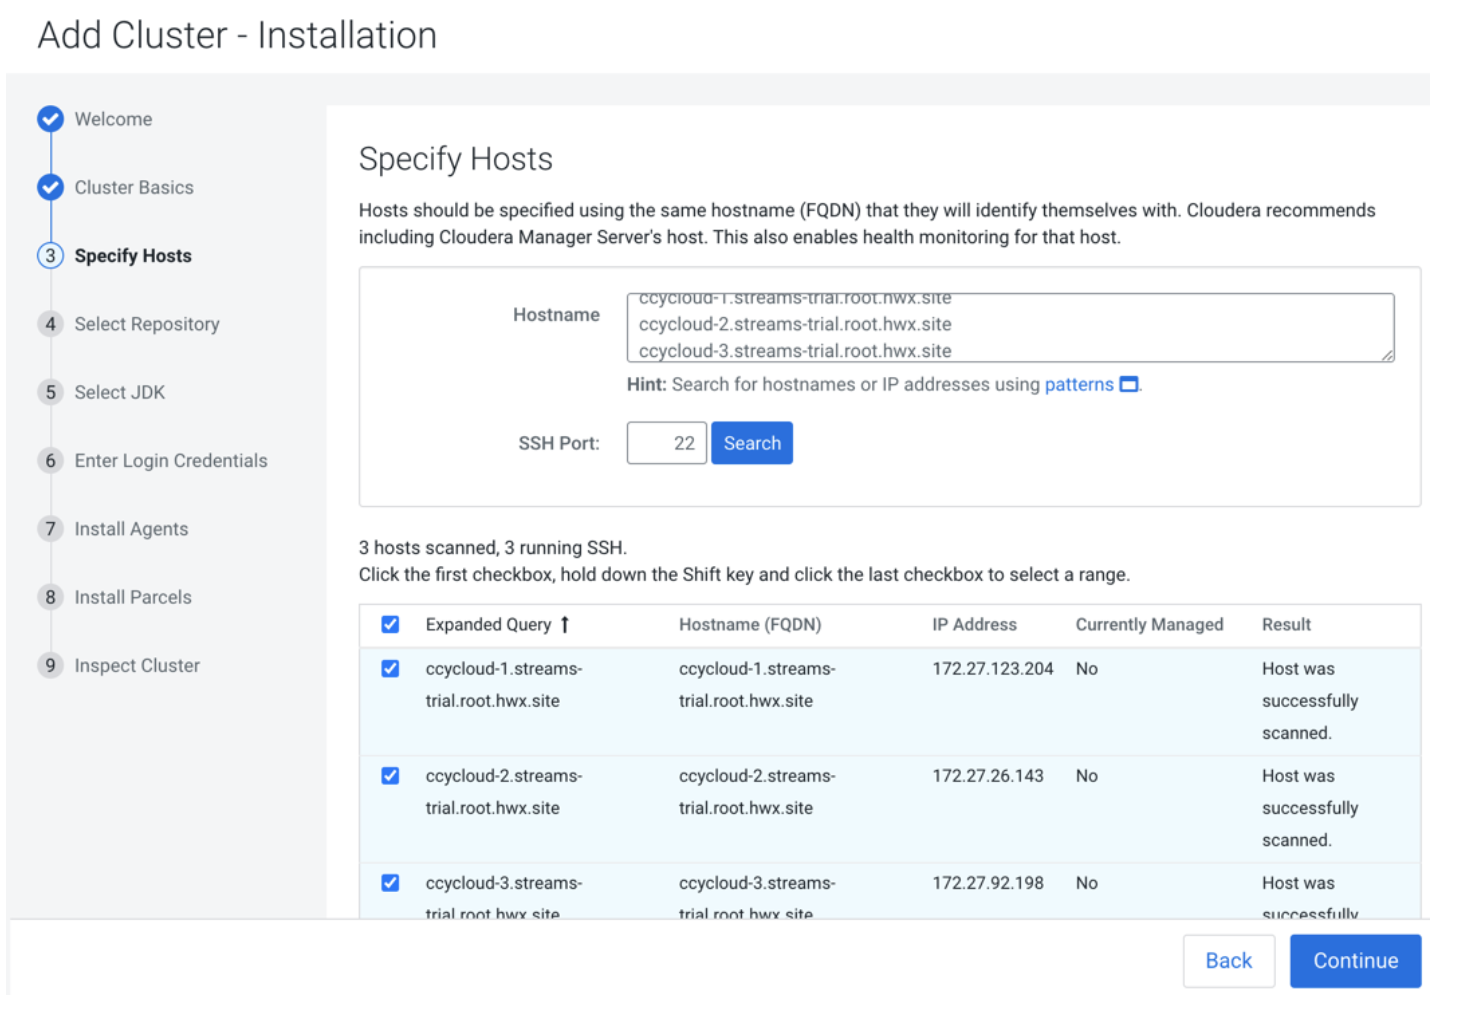 Add Cluster - Installation
Welcome
Cluster Basics
3 Specify Hosts
4 Select Repository
5 Select JDK
6 Enter Login Credentials
7 Install Agents
8 Install Parcels
9 Inspect Cluster
Specify Hosts
Hosts should be specified using the same hostname (FQDN) that they will identify themselves with. Cloudera recommends
including Cloudera Manager Server's host. This also enables health monitoring for that host.
Hostname
ccycloud-1.streams-trial.root.hwx.site
ccycloud-2.streams-trial.root.hwx.site
ccycloud-3.streams-trial.root.hwx.site
Hint: Search for hostnames or IP addresses using patterns .
SSH Port: 22 Search
3 hosts scanned, 3 running SSH.
Click the first checkbox, hold down the Shift key and click the last checkbox to select a range.
Expanded Query ↑ Hostname (FQDN) IP Address Currently Managed Result
ccycloud-1.streams- ccycloud-1.streams- 172.27.123.204 No Host was
trial.root.hwx.site trial.root.hwx.site successfully
scanned.
ccycloud-2.streams- ccycloud-2.streams- 172.27.26.143 No Host was
trial.root.hwx.site trial.root.hwx.site successfully
scanned.
ccycloud-3.streams- ccycloud-3.streams- 172.27.92.198 No Host was
trial.root.hwx.site trial.root.hwx.site successfully
Back Continue